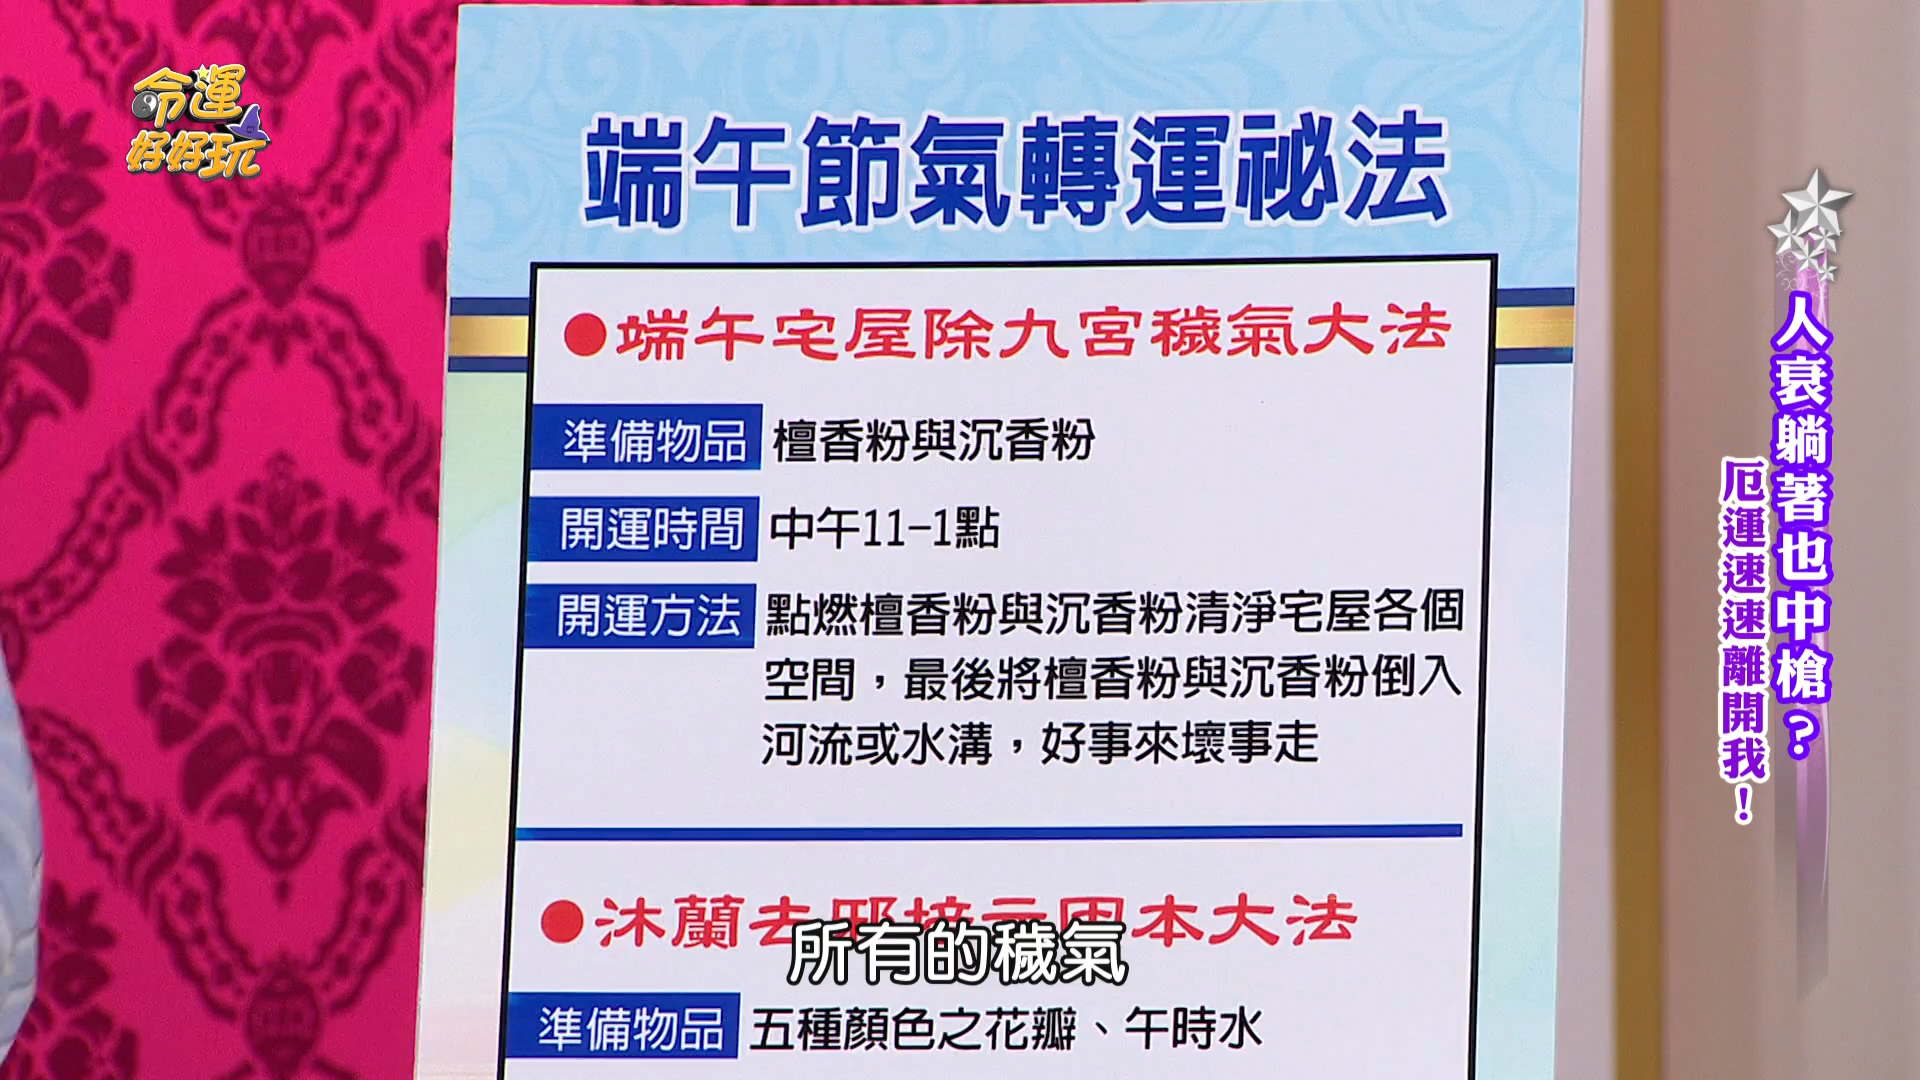 命運
好好玩
端午節氣轉運祕法
●端午宅屋除九宮穢氣大法
準備物品 檀香粉與沉香粉
開運時間 中午11-1點
開運方法 點燃檀香粉與沉香粉清淨宅屋各個
空間，最後將檀香粉與沉香粉倒入
河流或水溝，好事來壞事走
●沐蘭去邪 固本大法
準備物品 五種顏色之花瓣、午時水
所有的穢氣
人衰躺著也中槍？
厄運速速離開我！